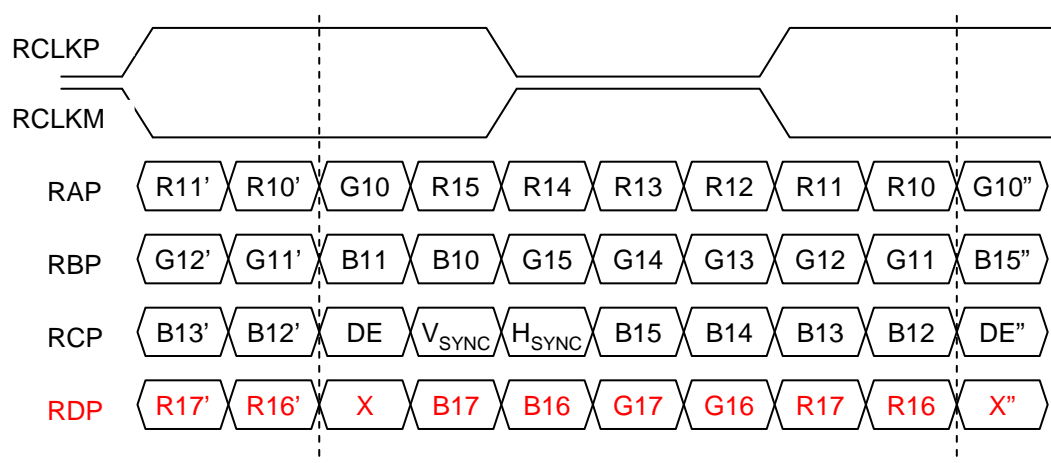 RCLKP
RCLKM
RAP R11’ R10’ G10 R15 R14 R13 R12 R11 R10 G10”
RBP G12’ G11’ B11 B10 G15 G14 G13 G12 G11 B15”
RCP B13’ B12’ DE VSYNC HSYNC B15 B14 B13 B12 DE”
RDP R17’ R16’ X B17 B16 G17 G16 R17 R16 X”